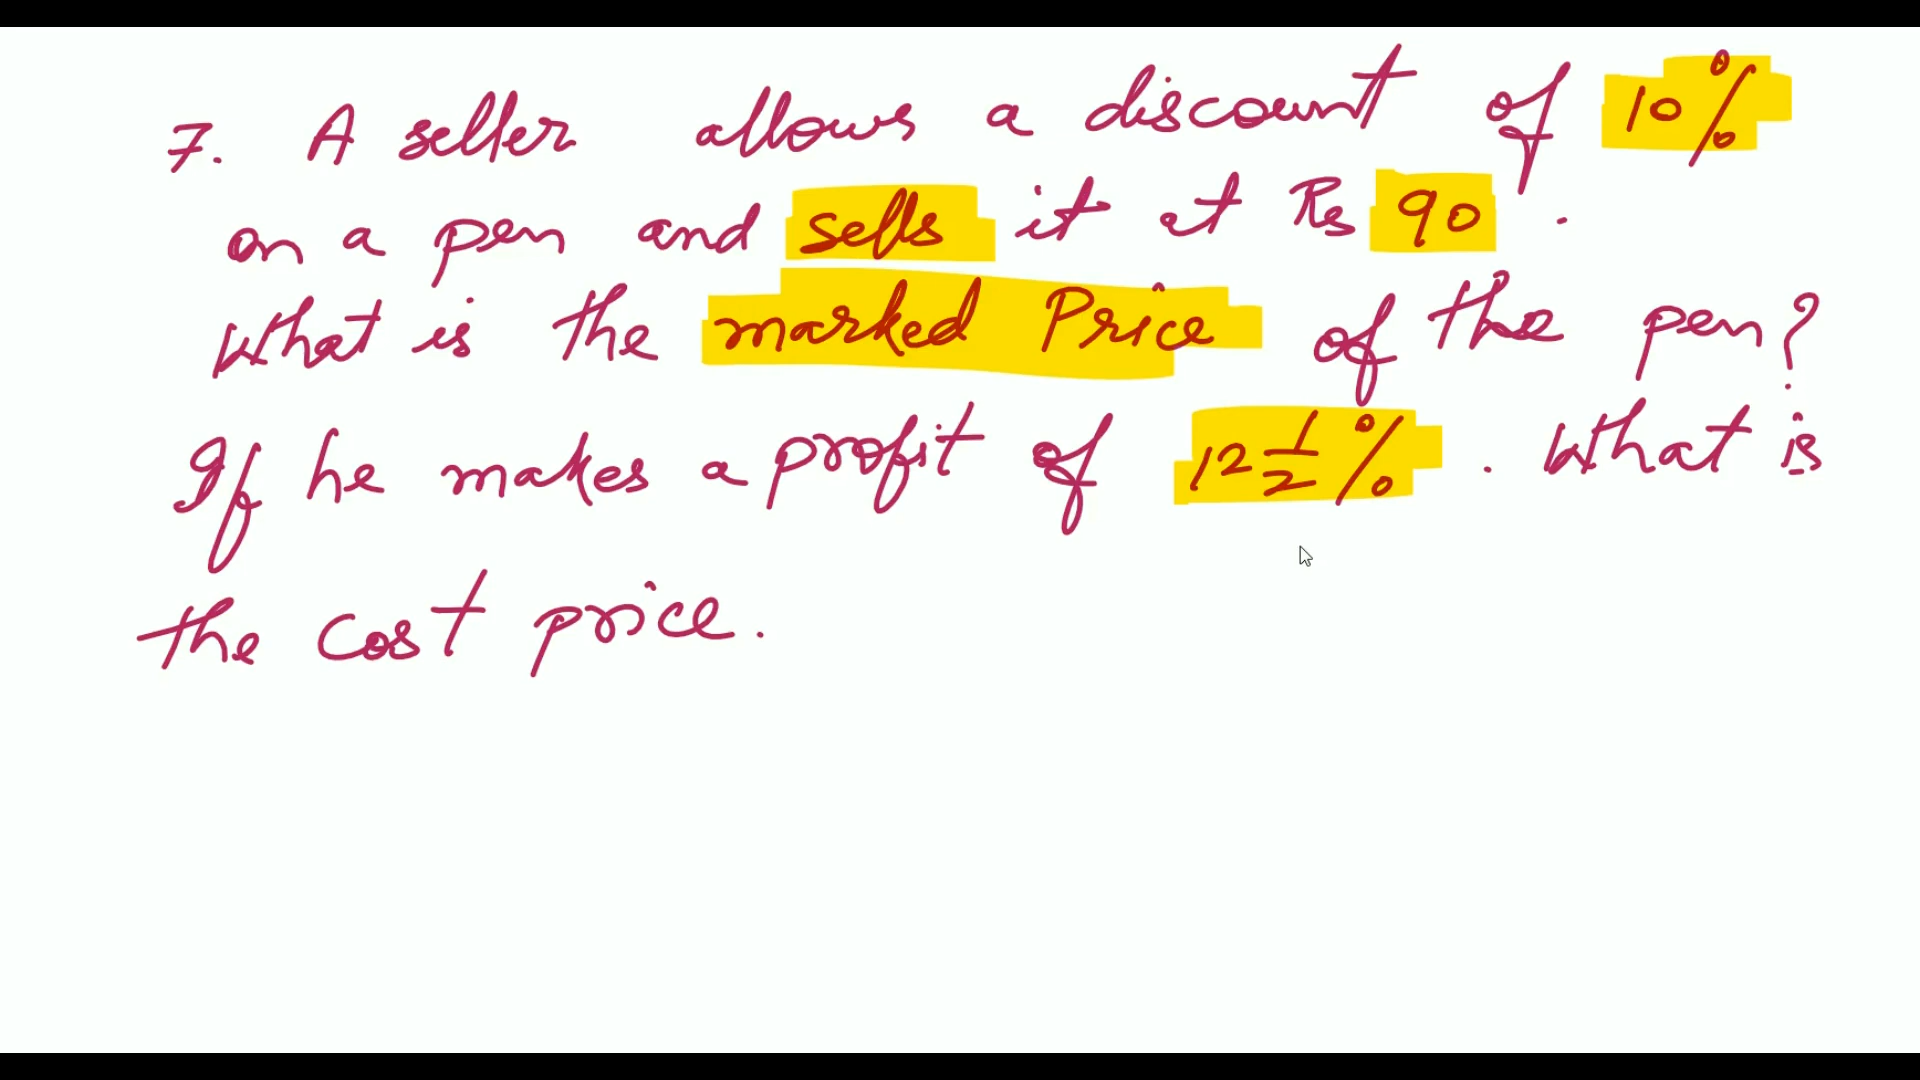 7. A seller allows a discount of 10%
on a pen and sells it at Rs 90.
What is the marked Price of the pen?
If he makes a profit of 12 1/2 %. What is
the cost price.